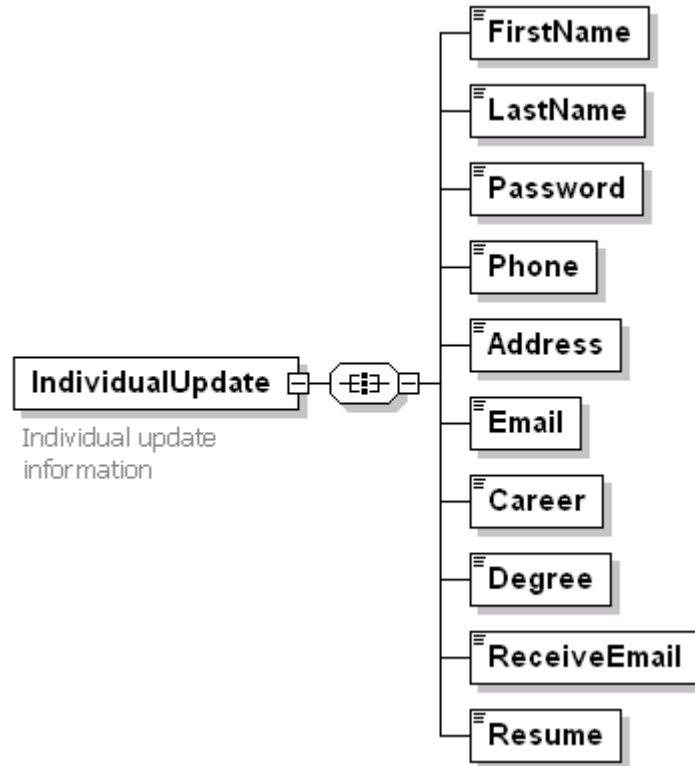 FirstName
LastName
Password
Phone
Address
IndividualUpdate
Individual update
information
Email
Career
Degree
ReceiveEmail
Resume